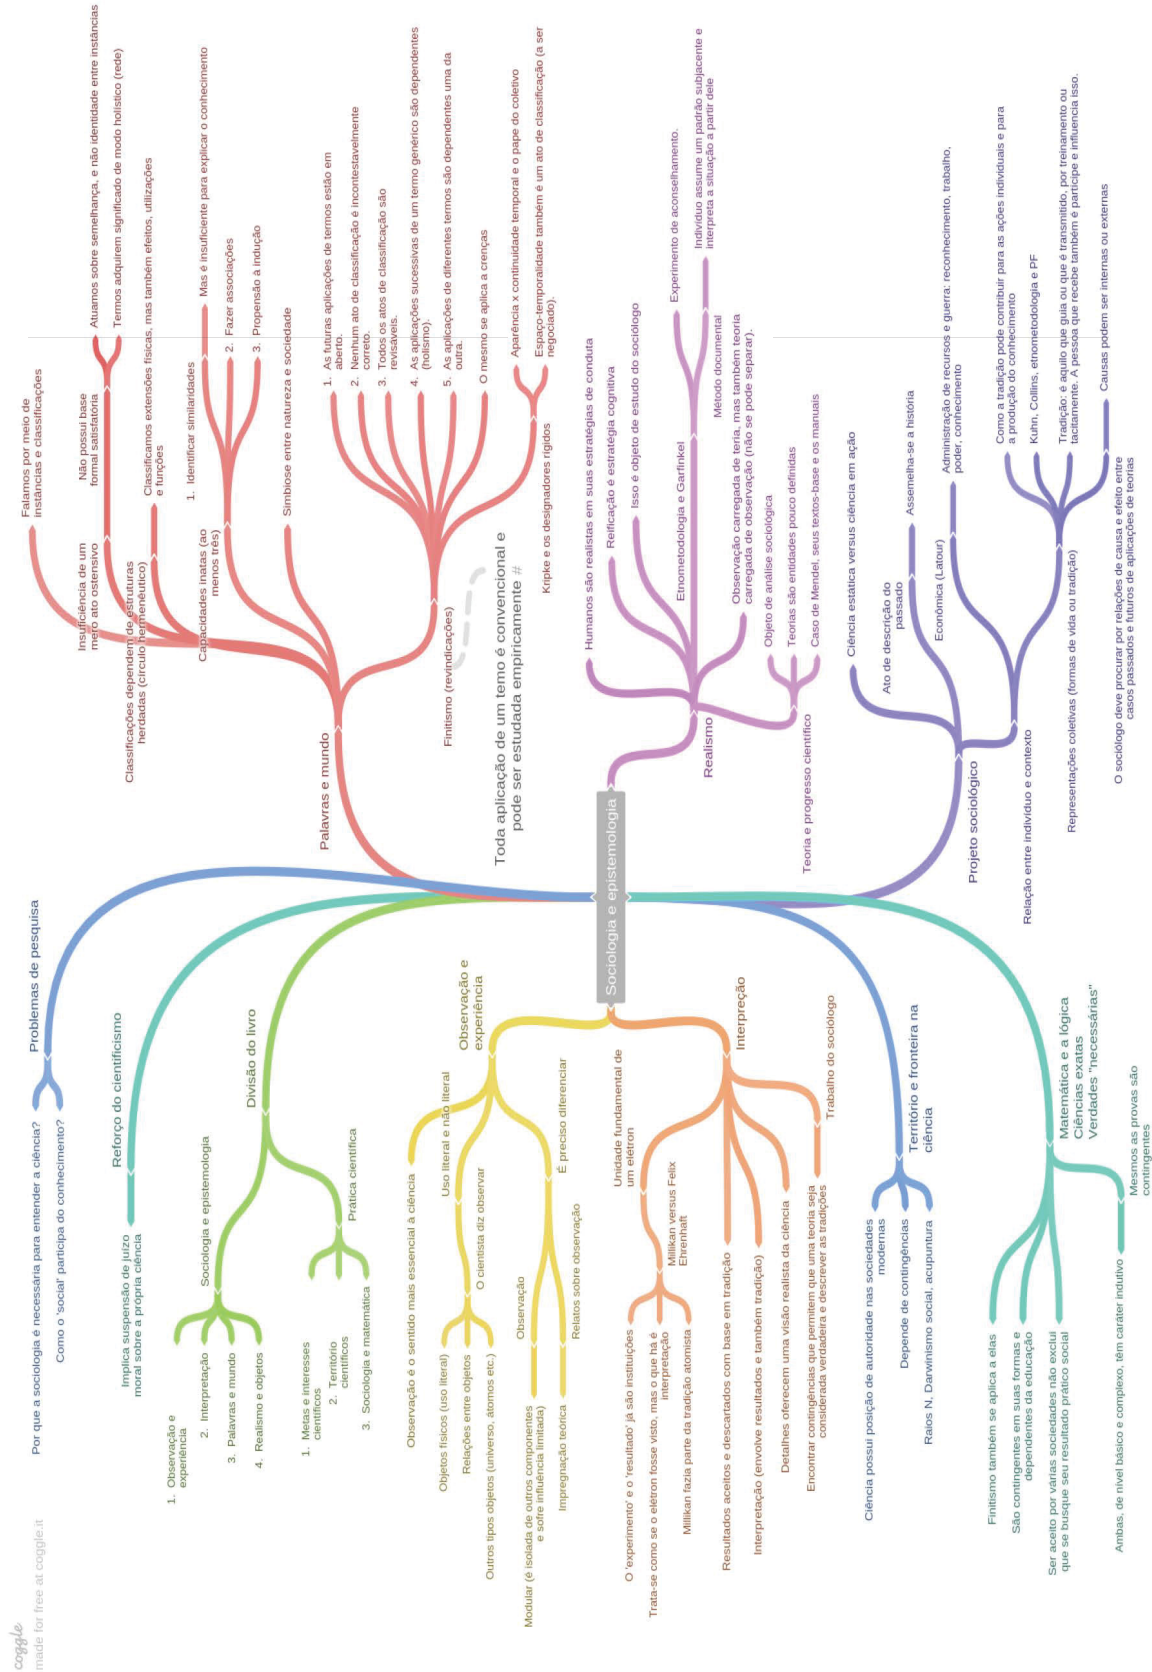 coggle
made for free at coggle.it
Sociologia e epistemologia
Problemas de pesquisa
Por que a sociologia é necessária para entender a ciência?
Como o 'social' participa do conhecimento?
Reforço do cientificismo
Implica suspensão de juízo
moral sobre a própria ciência
Divisão do livro
Sociologia e epistemologia
1. Observação e
experiência
2. Interpretação
3. Palavras e mundo
4. Realismo e objetos
Prática científica
1. Metas e interesses
científicos
2. Território
científicos
3. Sociologia e matemática
Observação e
experiência
Observação é o sentido mais essencial à ciência
Uso literal e não literal
O cientista diz observar
Objetos físicos (uso literal)
Relações entre objetos
Outros tipos objetos (universo, átomos etc.)
É preciso diferenciar
Observação
Modular (é isolada de outros componentes
e sofre influência limitada)
Relatos sobre observação
Impregnação teórica
Interpreção
Unidade fundamental de
um elétron
Millikan versus Felix
Ehrenhaft
O 'experimento' e o 'resultado' já são instituições
Trata-se como se o elétron fosse visto, mas o que há é
interpretação
Millikan fazia parte da tradição atomista
Resultados aceitos e descartados com base em tradição
Interpretação (envolve resultados e também tradição)
Detalhes oferecem uma visão realista da ciência
Trabalho do sociólogo
Encontrar contingências que permitem que uma teoria seja
considerada verdadeira e descrever as tradições
Território e fronteira na
ciência
Ciência possui posição de autoridade nas sociedades
modernas
Depende de contingências
Raios N, Darwinismo social, acupuntura
Matemática e a lógica
Ciências exatas
Verdades "necessárias"
Finitismo também se aplica a elas
São contingentes em suas formas e
dependentes da educação
Ser aceito por várias sociedades não exclui
que se busque seu resultado prático social
Mesmos as provas são
contingentes
Ambas, de nível básico e complexo, têm caráter indutivo
Palavras e mundo
Falamos por meio de
instâncias e classificações
Insuficiência de um
mero ato ostensivo
Não possui base
formal satisfatória
Atuamos sobre semelhança, e não identidade entre instâncias
Termos adquirem significado de modo holístico (rede)
Classificações dependem de estruturas
herdadas (círculo hermenêutico)
Classificamos extensões físicas, mas também efeitos, utilizações
e funções
Capacidades inatas (ao
menos três)
1. Identificar similaridades
Mas é insuficiente para explicar o conhecimento
2. Fazer associações
3. Propensão à indução
Simbiose entre natureza e sociedade
Finitismo (revindicações)
1. As futuras aplicações de termos estão em
aberto.
2. Nenhum ato de classificação é incontestavelmente
correto.
3. Todos os atos de classificação são
revisáveis.
4. As aplicações sucessivas de um termo genérico são dependentes
(holismo).
5. As aplicações de diferentes termos são dependentes uma da
outra.
O mesmo se aplica a crenças
Kripke e os designadores rígidos
Aparência x continuidade temporal e o pape do coletivo
Espaço-temporalidade também é um ato de classificação (a ser
negociado).
Toda aplicação de um temo é convencional e
pode ser estudada empiricamente #
Realismo
Humanos são realistas em suas estratégias de conduta
Reificação é estratégia cognitiva
Isso é objeto de estudo do sociólogo
Etnometodologia e Garfinkel
Experimento de aconselhamento.
Método documental
Indivíduo assume um padrão subjacente e
interpreta a situação a partir dele
Observação carregada de teria, mas também teoria
carregada de observação (não se pode separar).
Teoria e progresso científico
Objeto de análise sociológica
Teorias são entidades pouco definidas
Caso de Mendel, seus textos-base e os manuais
Projeto sociológico
Ciência estática versus ciência em ação
Ato de descrição do
passado
Assemelha-se a história
Econômica (Latour)
Administração de recursos e guerra: reconhecimento, trabalho,
poder, conhecimento
Relação entre indivíduo e contexto
Representações coletivas (formas de vida ou tradição)
Como a tradição pode contribuir para as ações individuais e para
a produção do conhecimento
Kuhn, Collins, etnometodologia e PF
Tradição: é aquilo que guia ou que é transmitido, por treinamento ou
tacitamente. A pessoa que recebe também é partícipe e influencia isso.
O sociólogo deve procurar por relações de causa e efeito entre
casos passados e futuros de aplicações de teorias
Causas podem ser internas ou externas